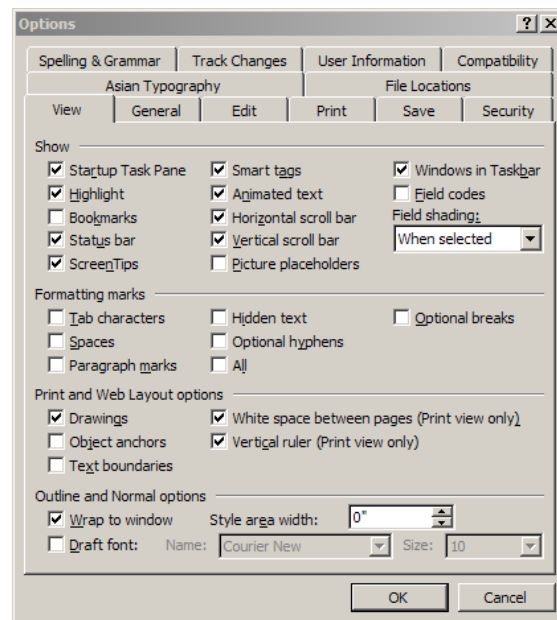 Options
Spelling & Grammar Track Changes User Information Compatibility
Asian Typography File Locations
View General Edit Print Save Security
Show
Startup Task Pane Smart tags Windows in Taskbar
Highlight Animated text Field codes
Bookmarks Horizontal scroll bar Field shading:
Status bar Vertical scroll bar When selected
ScreenTips Picture placeholders
Formatting marks
Tab characters Hidden text Optional breaks
Spaces Optional hyphens
Paragraph marks All
Print and Web Layout options
Drawings White space between pages (Print view only)
Object anchors Vertical ruler (Print view only)
Text boundaries
Outline and Normal options
Wrap to window Style area width: 0"
Draft font: Name: Courier New Size: 10
OK Cancel